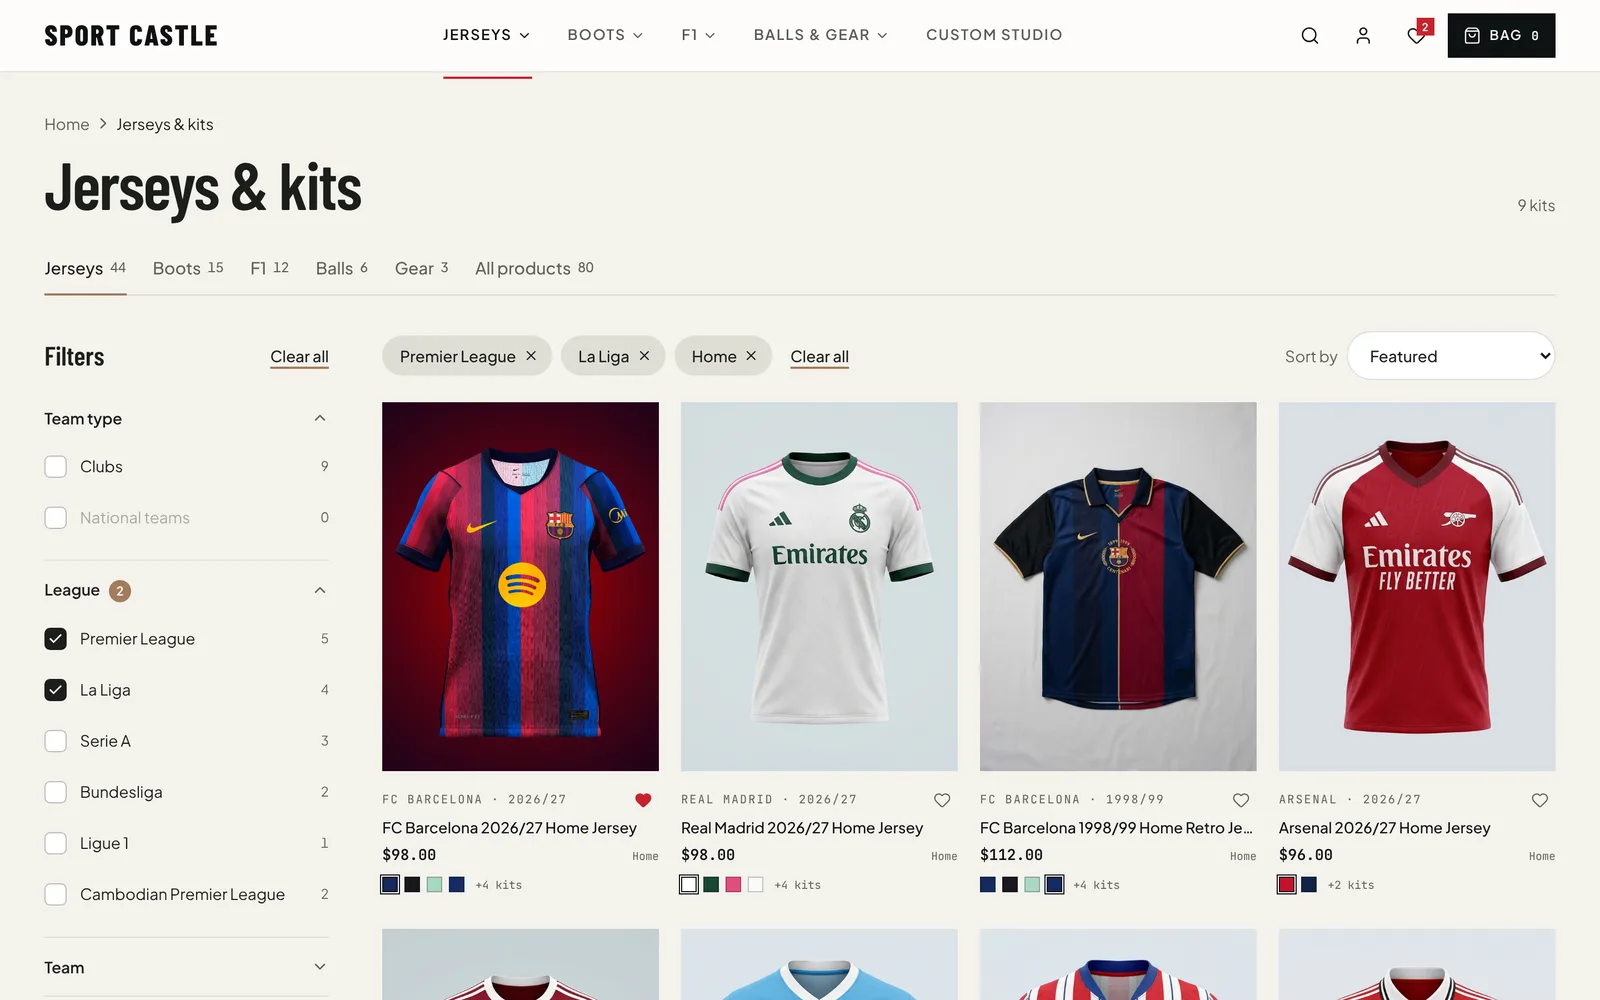 SPORT CASTLE
JERSEYS BOOTS F1 BALLS & GEAR CUSTOM STUDIO
2
BAG 0
Home > Jerseys & kits
Jerseys & kits
9 kits
Jerseys 44 Boots 15 F1 12 Balls 6 Gear 3 All products 80
Filters Clear all
Premier League × La Liga × Home × Clear all
Sort by Featured
Team type
Clubs 9
National teams 0
League 2
Premier League 5
La Liga 4
Serie A 3
Bundesliga 2
Ligue 1 1
Cambodian Premier League 2
Team
Emirates
Emirates
FLY BETTER
FC BARCELONA · 2026/27
FC Barcelona 2026/27 Home Jersey
$98.00 Home
+4 kits
REAL MADRID · 2026/27
Real Madrid 2026/27 Home Jersey
$98.00 Home
+4 kits
FC BARCELONA · 1998/99
FC Barcelona 1998/99 Home Retro Je...
$112.00 Home
+4 kits
ARSENAL · 2026/27
Arsenal 2026/27 Home Jersey
$96.00 Home
+2 kits